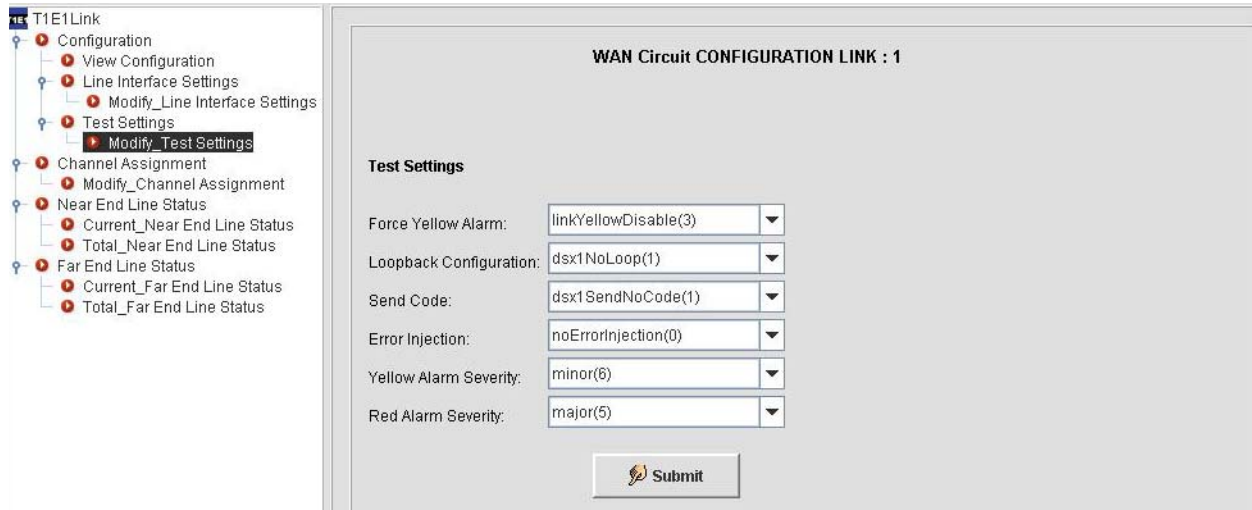 T1E1 T1E1Link
Configuration
View Configuration
Line Interface Settings
Modify_Line Interface Settings
Test Settings
Modify_Test Settings
Channel Assignment
Modify_Channel Assignment
Near End Line Status
Current_Near End Line Status
Total_Near End Line Status
Far End Line Status
Current_Far End Line Status
Total_Far End Line Status
WAN Circuit CONFIGURATION LINK : 1
Test Settings
Force Yellow Alarm: linkYellowDisable(3)
Loopback Configuration: dsx1NoLoop(1)
Send Code: dsx1SendNoCode(1)
Error Injection: noErrorInjection(0)
Yellow Alarm Severity: minor(6)
Red Alarm Severity: major(5)
Submit